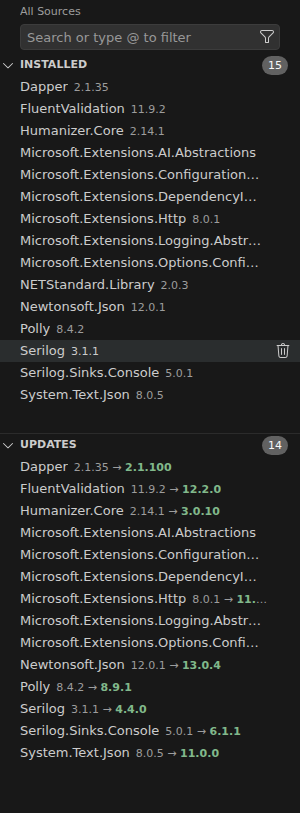 All Sources
Search or type @ to filter
INSTALLED 15
Dapper 2.1.35
FluentValidation 11.9.2
Humanizer.Core 2.14.1
Microsoft.Extensions.AI.Abstractions
Microsoft.Extensions.Configuration...
Microsoft.Extensions.DependencyI...
Microsoft.Extensions.Http 8.0.1
Microsoft.Extensions.Logging.Abstr...
Microsoft.Extensions.Options.Confi...
NETStandard.Library 2.0.3
Newtonsoft.Json 12.0.1
Polly 8.4.2
Serilog 3.1.1
Serilog.Sinks.Console 5.0.1
System.Text.Json 8.0.5
UPDATES 14
Dapper 2.1.35 → 2.1.100
FluentValidation 11.9.2 → 12.2.0
Humanizer.Core 2.14.1 → 3.0.10
Microsoft.Extensions.AI.Abstractions
Microsoft.Extensions.Configuration...
Microsoft.Extensions.DependencyI...
Microsoft.Extensions.Http 8.0.1 → 11....
Microsoft.Extensions.Logging.Abstr...
Microsoft.Extensions.Options.Confi...
Newtonsoft.Json 12.0.1 → 13.0.4
Polly 8.4.2 → 8.9.1
Serilog 3.1.1 → 4.4.0
Serilog.Sinks.Console 5.0.1 → 6.1.1
System.Text.Json 8.0.5 → 11.0.0